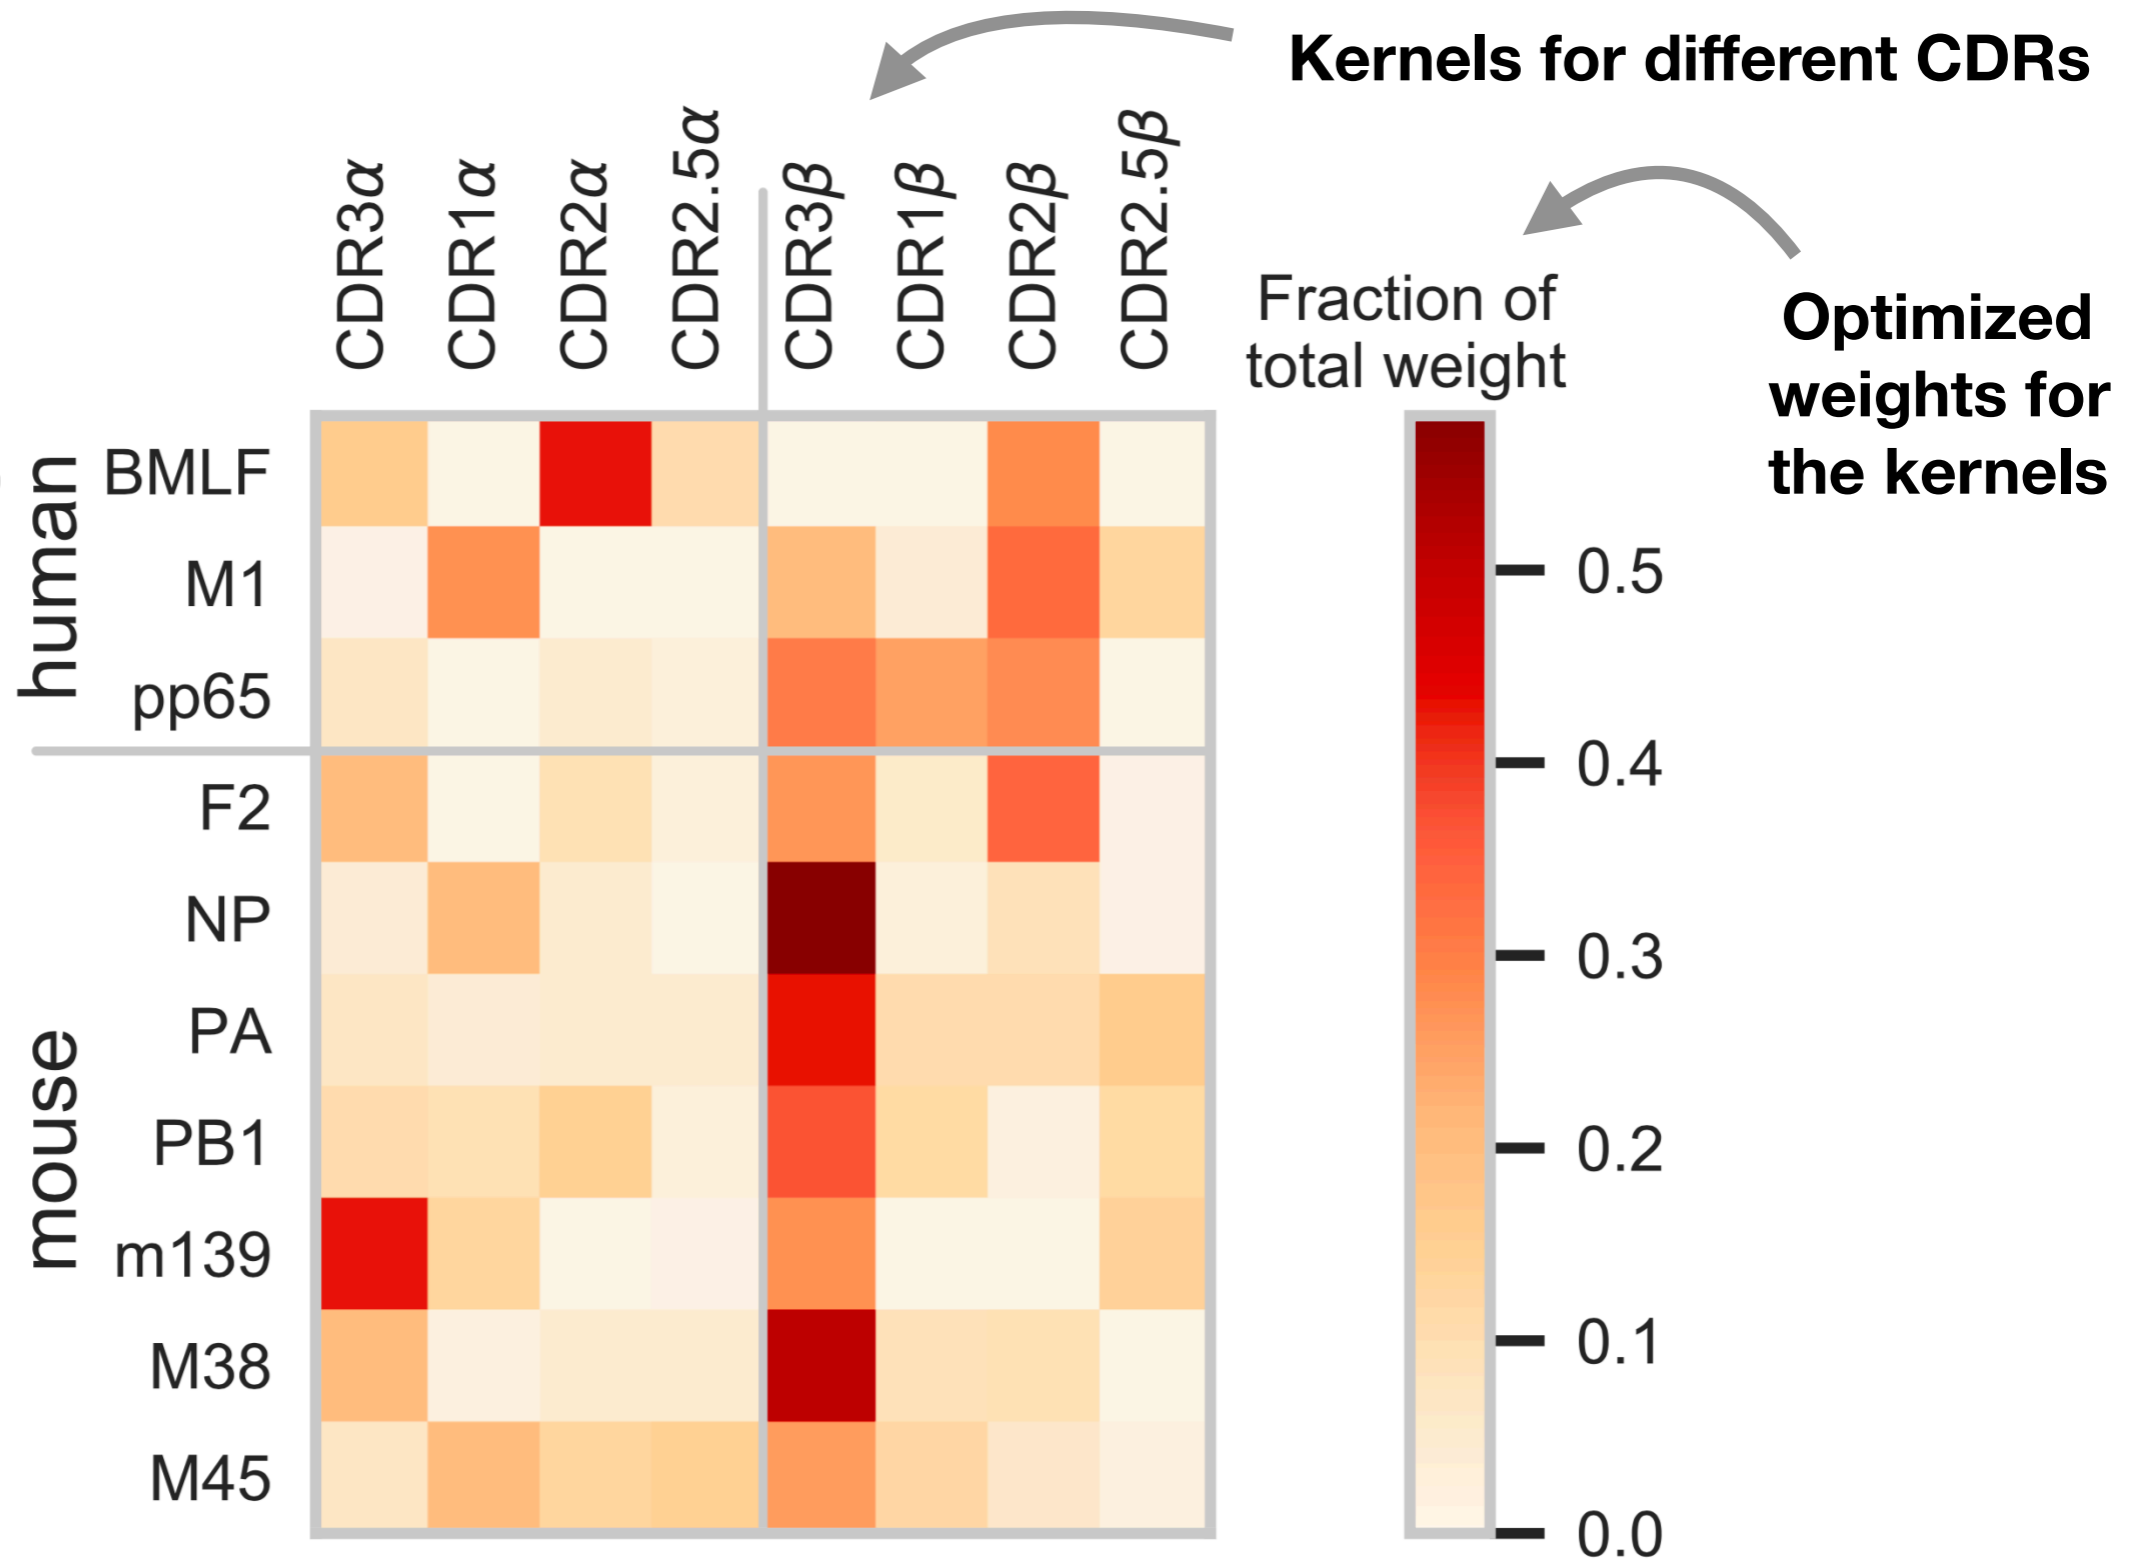 Kernels for different CDRs
CDR3α
CDR1α
CDR2α
CDR2.5α
CDR3β
CDR1β
CDR2β
CDR2.5β
Fraction of
total weight
Optimized
weights for
the kernels
human
BMLF
M1
pp65
mouse
F2
NP
PA
PB1
m139
M38
M45
0.5
0.4
0.3
0.2
0.1
0.0